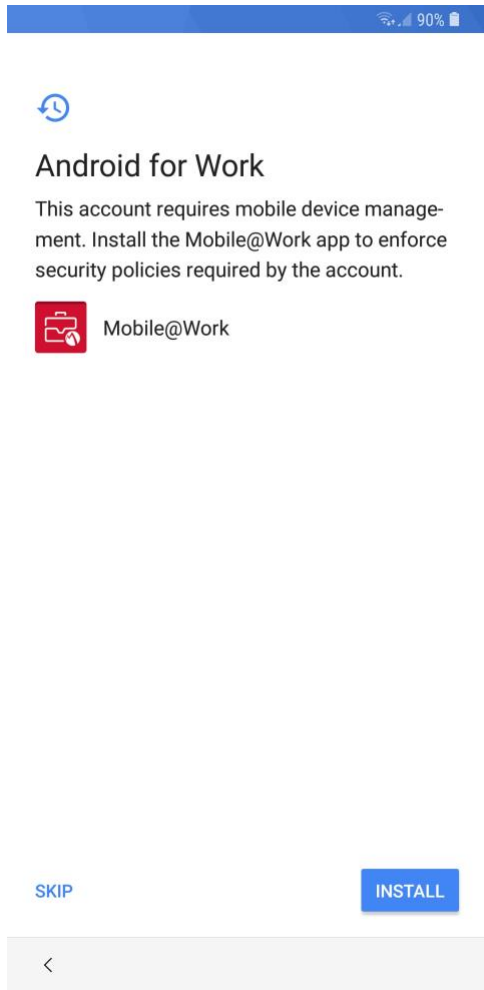 90%
Android for Work
This account requires mobile device manage-
ment. Install the Mobile@Work app to enforce
security policies required by the account.
Mobile@Work
SKIP
INSTALL